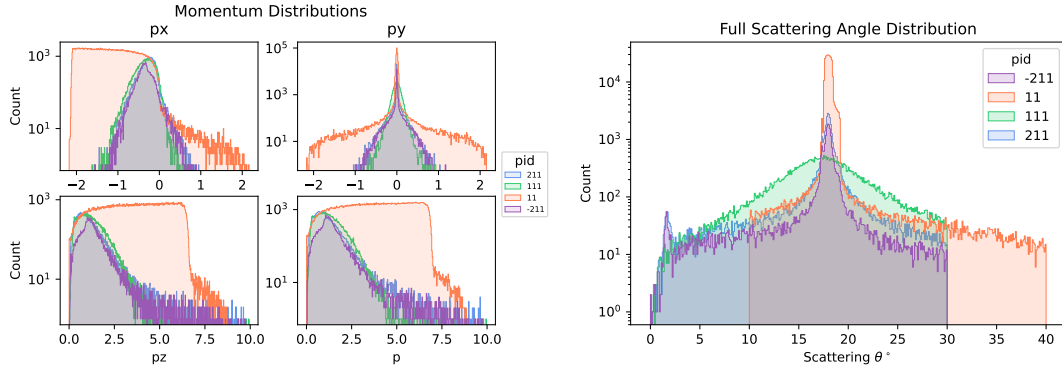 Momentum Distributions
px
py
Count
10³
10¹
−2 −1 0 1 2
10⁵
10³
10¹
−2 −1 0 1 2
Count
10³
10¹
0.0 2.5 5.0 7.5 10.0
pz
10³
10¹
0.0 2.5 5.0 7.5 10.0
p
pid
211
111
11
-211
Full Scattering Angle Distribution
Count
10⁴
10³
10²
10¹
10⁰
0 5 10 15 20 25 30 35 40
Scattering θ°
pid
-211
11
111
211